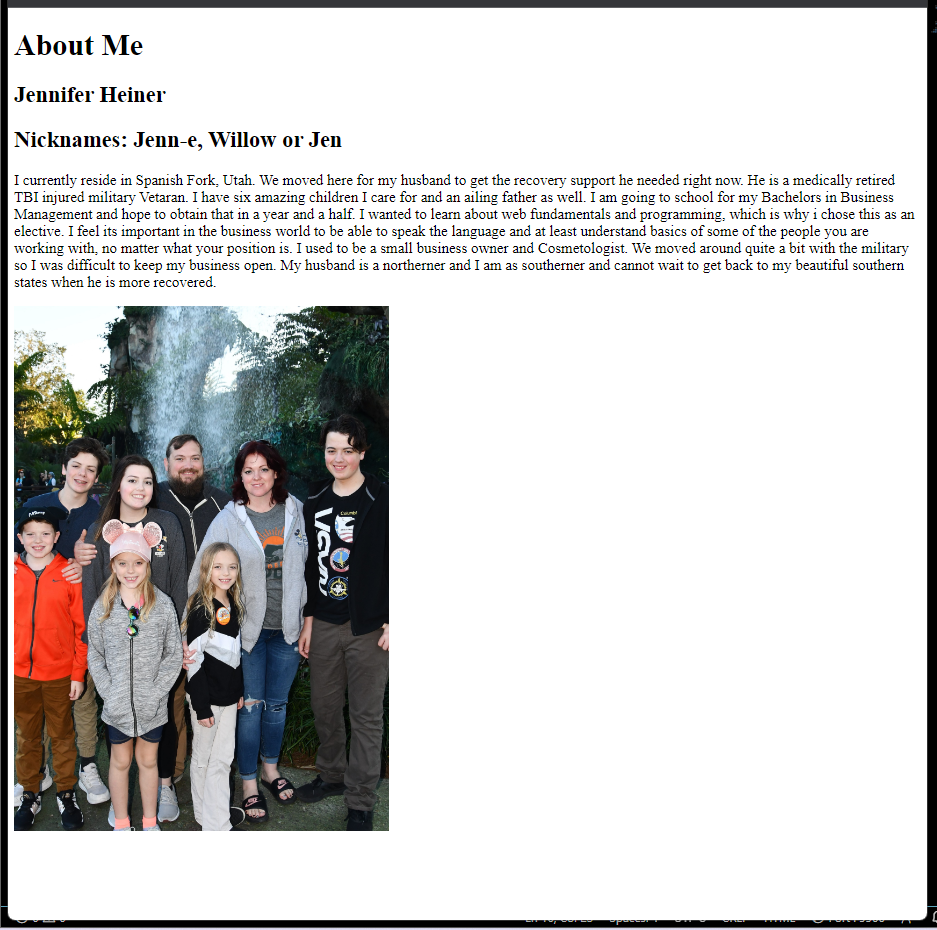 About Me
Jennifer Heiner
Nicknames: Jenn-e, Willow or Jen
I currently reside in Spanish Fork, Utah. We moved here for my husband to get the recovery support he needed right now. He is a medically retired
TBI injured military Vetaran. I have six amazing children I care for and an ailing father as well. I am going to school for my Bachelors in Business
Management and hope to obtain that in a year and a half. I wanted to learn about web fundamentals and programming, which is why i chose this as an
elective. I feel its important in the business world to be able to speak the language and at least understand basics of some of the people you are
working with, no matter what your position is. I used to be a small business owner and Cosmetologist. We moved around quite a bit with the military
so I was difficult to keep my business open. My husband is a northerner and I am as southerner and cannot wait to get back to my beautiful southern
states when he is more recovered.